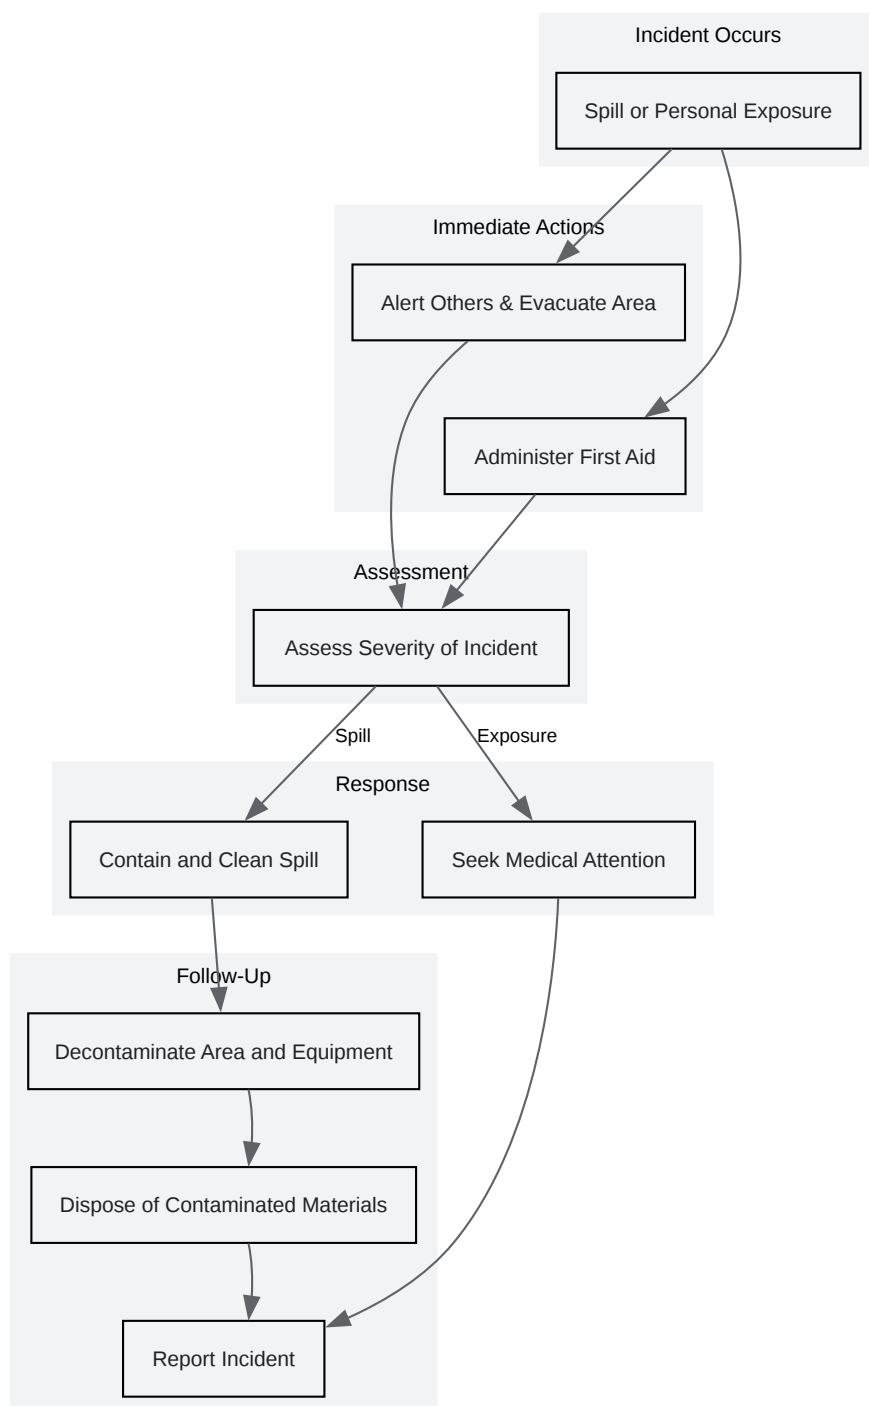 Incident Occurs
Spill or Personal Exposure
Immediate Actions
Alert Others & Evacuate Area
Administer First Aid
Assessment
Assess Severity of Incident
Spill
Exposure
Response
Contain and Clean Spill
Seek Medical Attention
Follow-Up
Decontaminate Area and Equipment
Dispose of Contaminated Materials
Report Incident